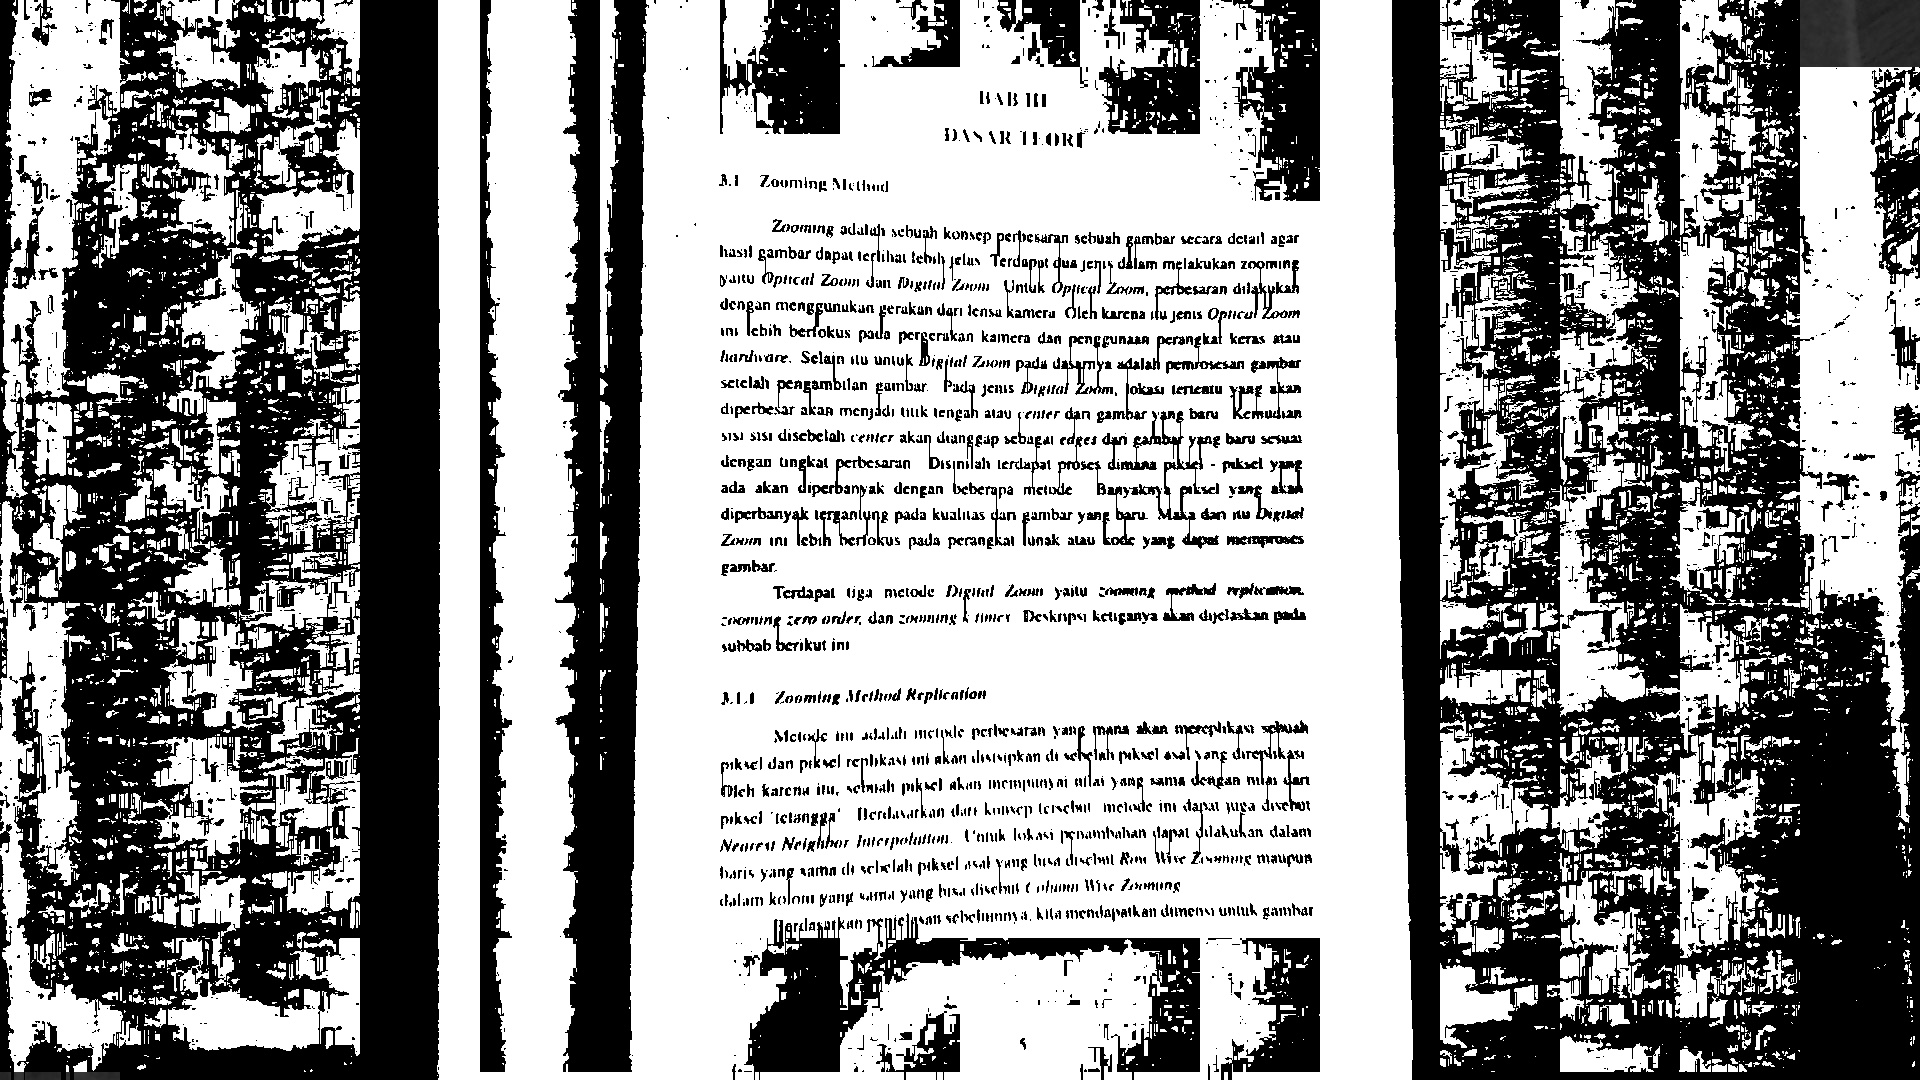 BAB III
DASAR TEORI
3.1 Zooming Method
Zooming adalah sebuah konsep perbesaran sebuah gambar secara detail agar
hasil gambar dapat terlihat lebih jelas. Terdapat dua jenis dalam melakukan zooming
yaitu Optical Zoom dan Digital Zoom. Untuk Optical Zoom, perbesaran dilakukan
dengan menggunakan gerakan dari lensa kamera. Oleh karena itu jenis Optical Zoom
ini lebih berfokus pada pergerakan kamera dan penggunaan perangkat keras atau
hardware. Selain itu untuk Digital Zoom pada dasarnya adalah pemrosesan gambar
setelah pengambilan gambar. Pada jenis Digital Zoom, lokasi tertentu yang akan
diperbesar akan menjadi titik tengah atau center dari gambar yang baru. Kemudian
sisi sisi disebelah center akan dianggap sebagai edges dari gambar yang baru sesuai
dengan tingkat perbesaran. Disinilah terdapat proses dimana piksel - piksel yang
ada akan diperbanyak dengan beberapa metode. Banyaknya piksel yang akan
diperbanyak tergantung pada kualitas dari gambar yang baru. Maka dari itu Digital
Zoom ini lebih berfokus pada perangkat lunak atau kode yang dapat memproses
gambar.
Terdapat tiga metode Digital Zoom yaitu zooming method replication,
zooming zero order, dan zooming k times. Deskripsi ketiganya akan dijelaskan pada
subbab berikut ini
3.1.1 Zooming Method Replication
Metode ini adalah metode perbesaran yang mana akan mereplikasi sebuah
piksel dan piksel replikasi ini akan disisipkan di sebelah piksel asal yang direplikasi.
Oleh karena itu, sebuah piksel akan mempunyai nilai yang sama dengan nilai dari
piksel 'tetangga'. Berdasarkan dari konsep tersebut, metode ini dapat juga disebut
Nearest Neighbor Interpolation. Untuk lokasi penambahan dapat dilakukan dalam
baris yang sama di sebelah piksel asal yang bisa disebut Row Wise Zooming maupun
dalam kolom yang sama yang bisa disebut Column Wise Zooming.
Berdasarkan penjelasan sebelumnya, kita mendapatkan dimensi untuk gambar